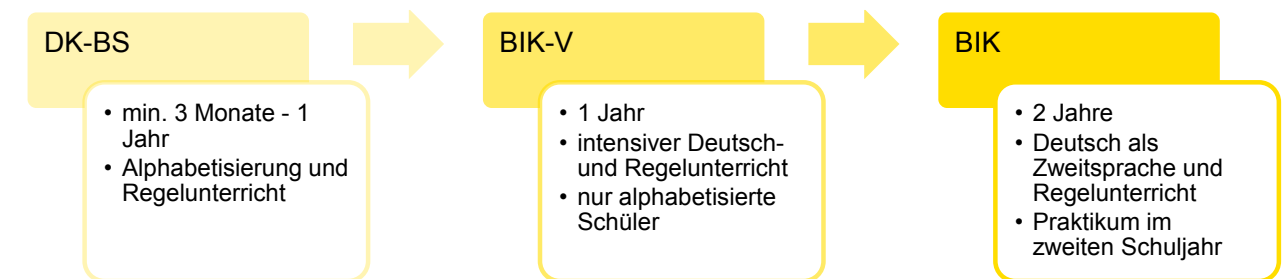 DK-BS
• min. 3 Monate - 1
Jahr
• Alphabetisierung und
Regelunterricht
BIK-V
• 1 Jahr
• intensiver Deutsch-
und Regelunterricht
• nur alphabetisierte
Schüler
BIK
• 2 Jahre
• Deutsch als
Zweitsprache und
Regelunterricht
• Praktikum im
zweiten Schuljahr